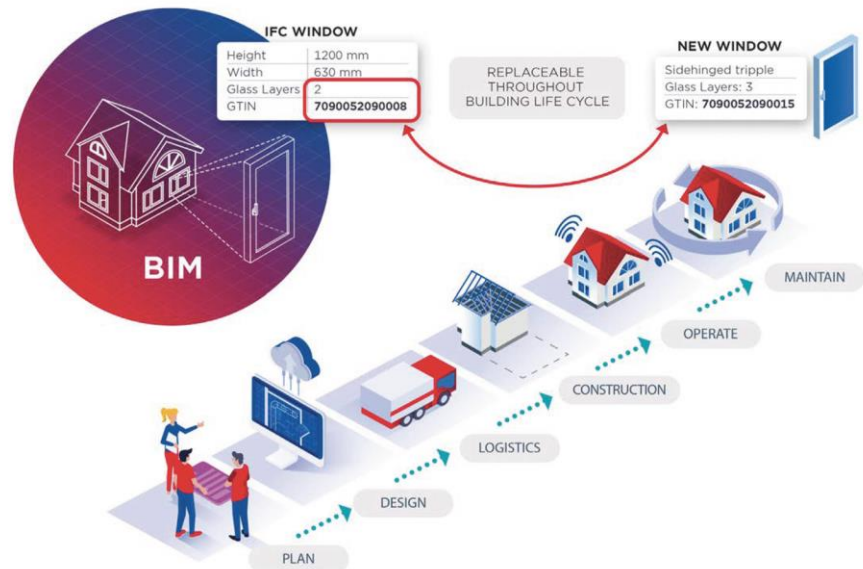 IFC WINDOW
Height 1200 mm
Width 630 mm
Glass Layers 2
GTIN 7090052090008
REPLACEABLE
THROUGHOUT
BUILDING LIFE CYCLE
NEW WINDOW
Sidehinged tripple
Glass Layers: 3
GTIN: 7090052090015
BIM
MAINTAIN
OPERATE
CONSTRUCTION
LOGISTICS
DESIGN
PLAN